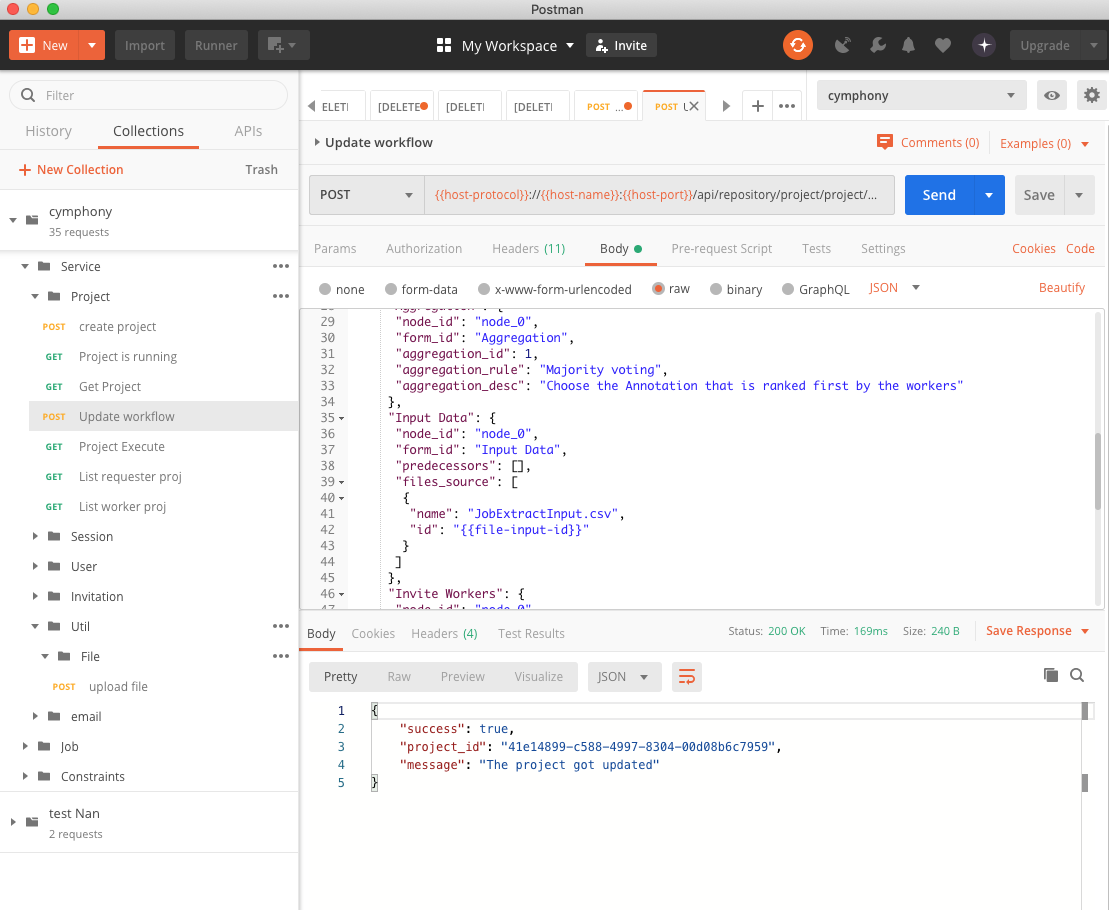 Postman
New
Import
Runner
My Workspace
Invite
Upgrade
Filter
History
Collections
APIs
New Collection
Trash
cymphony
35 requests
Service
Project
POST create project
GET Project is running
GET Get Project
POST Update workflow
GET Project Execute
GET List requester proj
GET List worker proj
Session
User
Invitation
Util
File
POST upload file
email
Job
Constraints
test Nan
2 requests
ELETI [DELETE [DELETI [DELETI POST ... POST
cymphony
Update workflow
Comments (0)
Examples (0)
POST
{{host-protocol}}://{{host-name}}:{{host-port}}/api/repository/project/project/...
Send
Save
Params Authorization Headers (11) Body Pre-request Script Tests Settings Cookies Code
none form-data x-www-form-urlencoded raw binary GraphQL JSON Beautify
29 "node_id": "node_0",
30 "form_id": "Aggregation",
31 "aggregation_id": 1,
32 "aggregation_rule": "Majority voting",
33 "aggregation_desc": "Choose the Annotation that is ranked first by the workers"
34 },
35 "Input Data": {
36 "node_id": "node_0",
37 "form_id": "Input Data",
38 "predecessors": [],
39 "files_source": [
40 {
41 "name": "JobExtractInput.csv",
42 "id": "{{file-input-id}}"
43 }
44 ]
45 },
46 "Invite Workers": {
47 "node_id": "node_0"
Body Cookies Headers (4) Test Results Status: 200 OK Time: 169ms Size: 240 B Save Response
Pretty Raw Preview Visualize JSON
1 {
2 "success": true,
3 "project_id": "41e14899-c588-4997-8304-00d08b6c7959",
4 "message": "The project got updated"
5 }